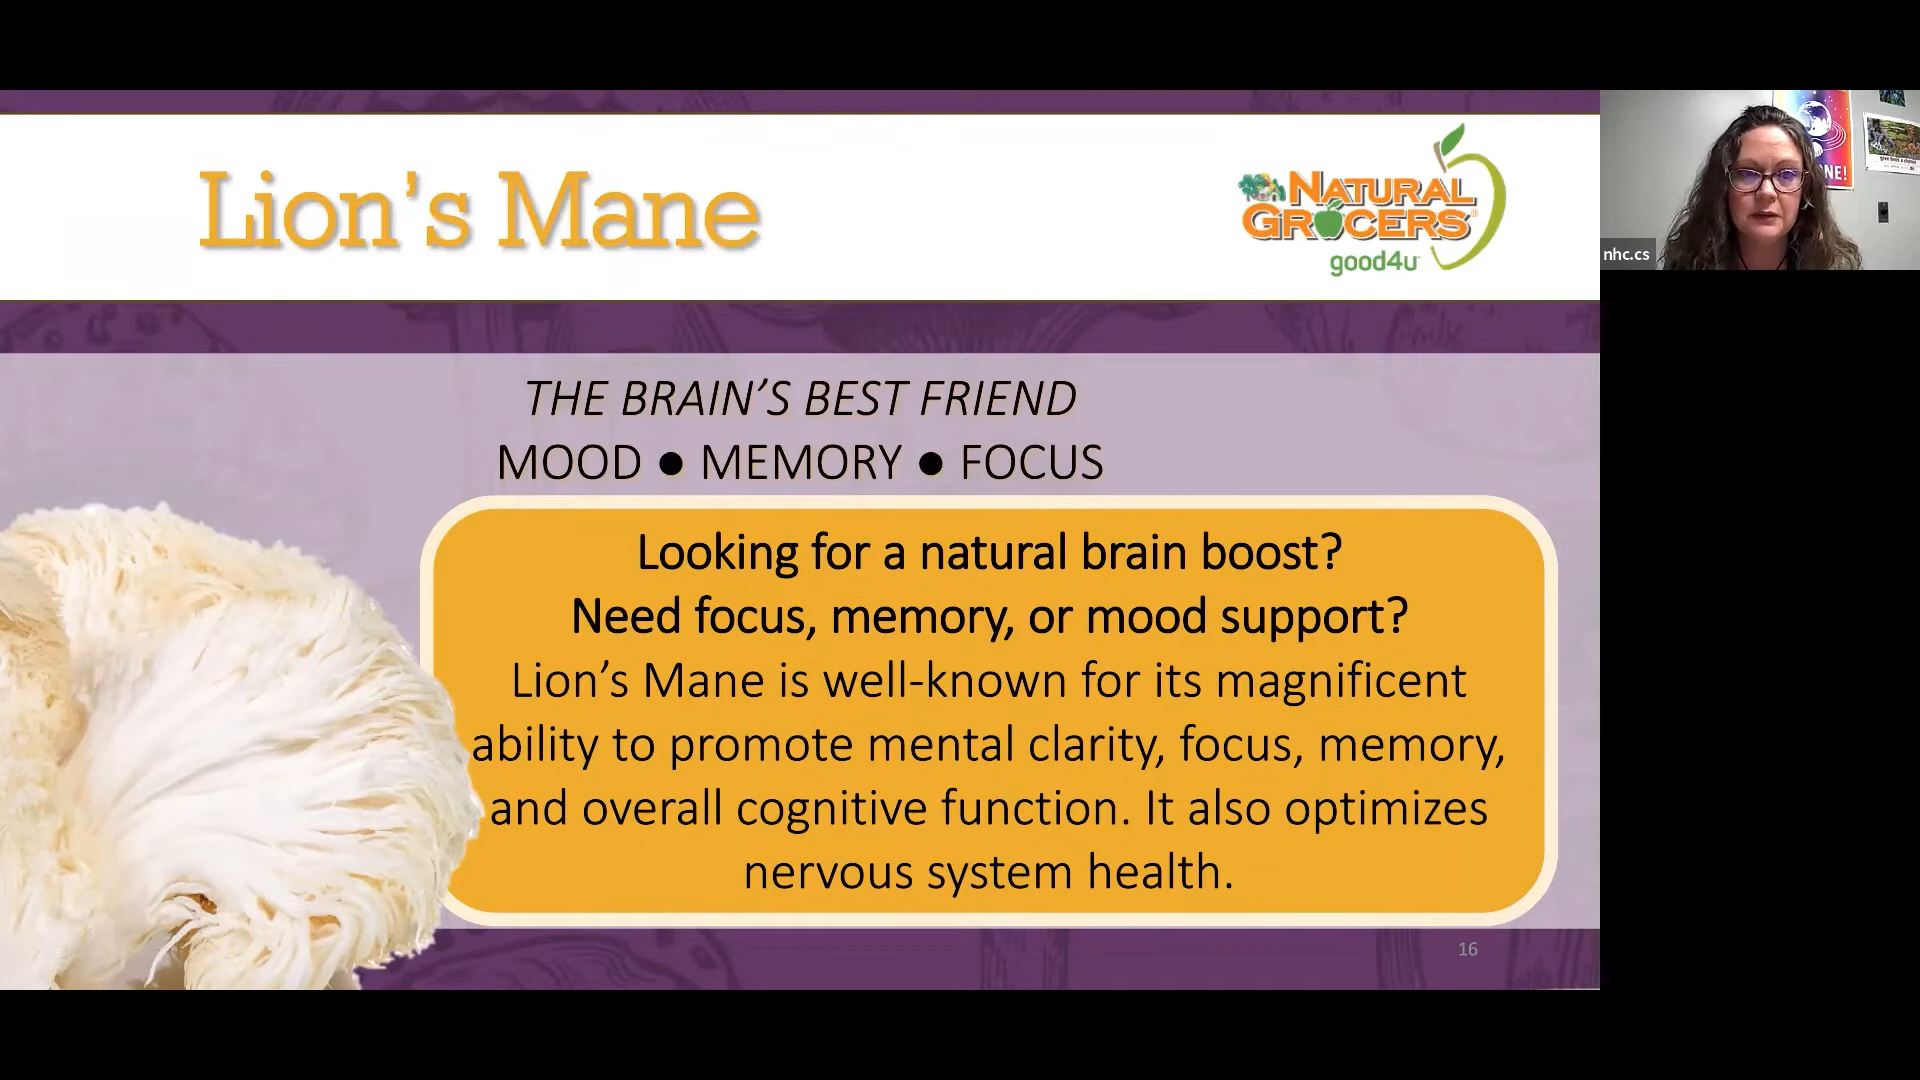 Lion’s Mane
NATURAL
GROCERS®
good4u
NE!
nhc.cs
THE BRAIN’S BEST FRIEND
MOOD ● MEMORY ● FOCUS
Looking for a natural brain boost?
Need focus, memory, or mood support?
Lion’s Mane is well-known for its magnificent
ability to promote mental clarity, focus, memory,
and overall cognitive function. It also optimizes
nervous system health.
16